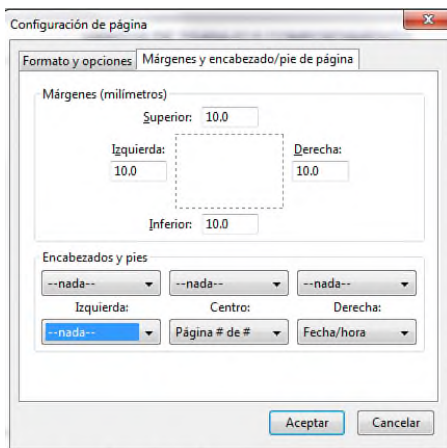 Configuración de página
Formato y opciones Márgenes y encabezado/pie de página
Márgenes (milímetros)
Superior: 10.0
Izquierda: Derecha:
10.0 10.0
Inferior: 10.0
Encabezados y pies
--nada-- --nada-- --nada--
Izquierda: Centro: Derecha:
--nada-- Página # de # Fecha/hora
Aceptar Cancelar